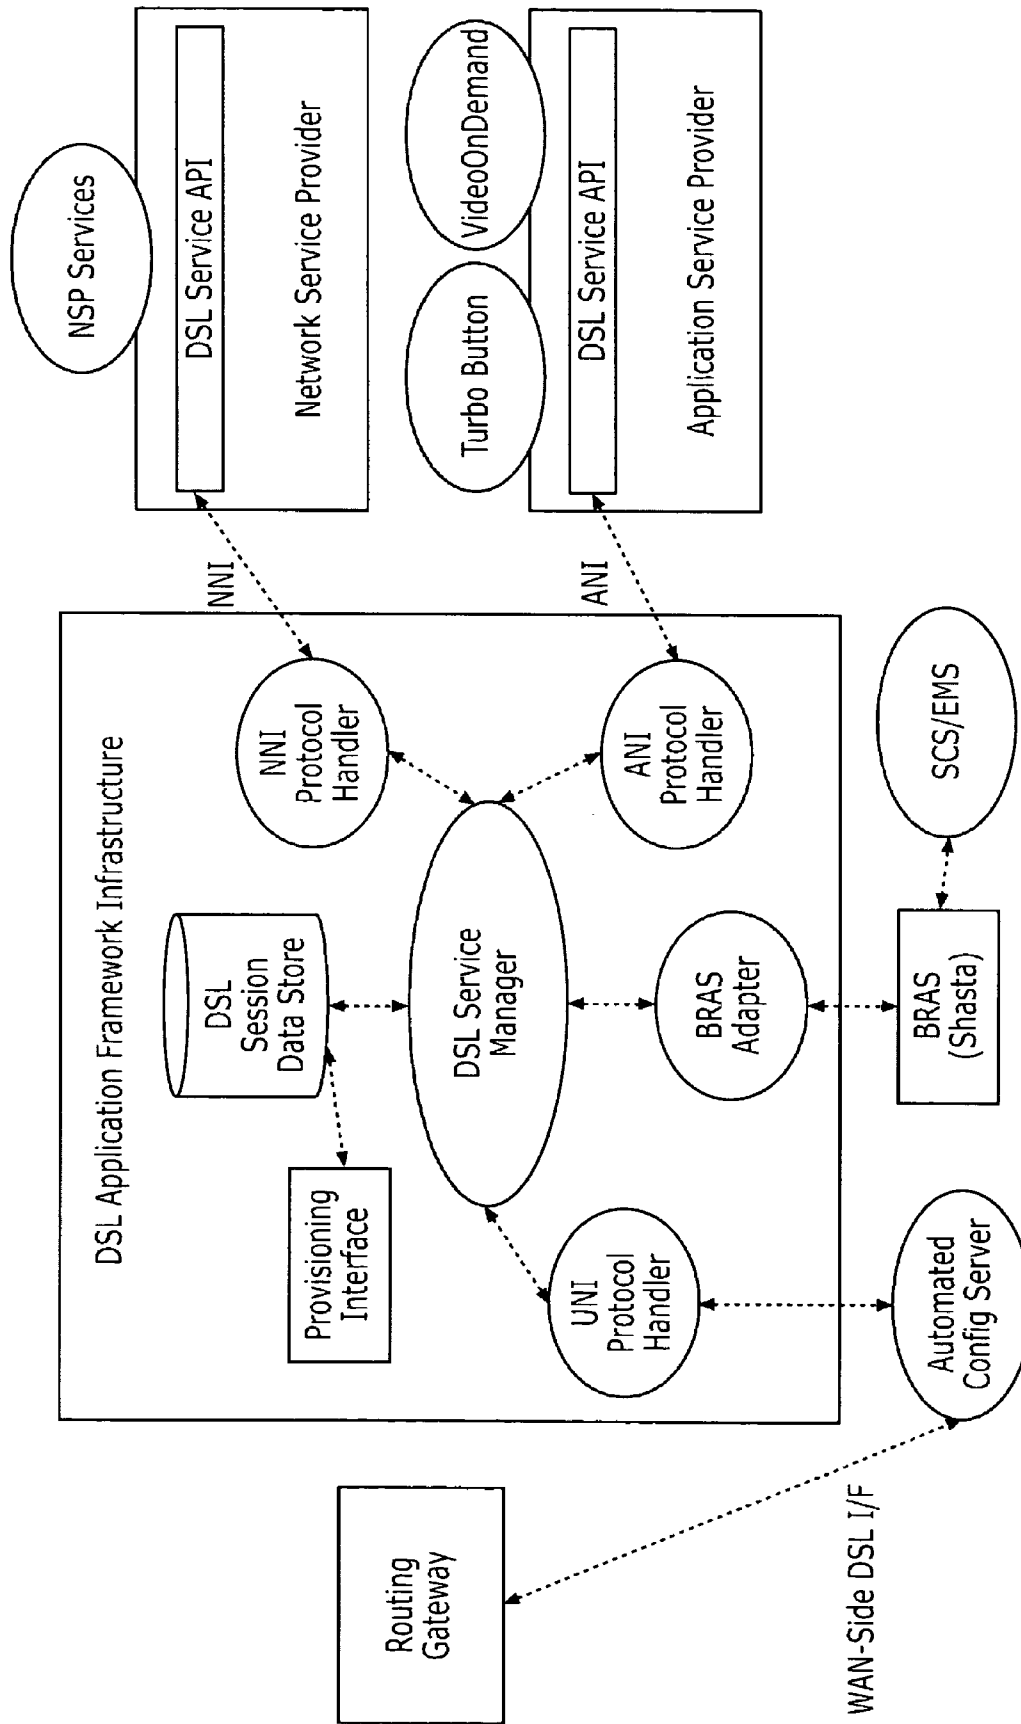 DSL Application Framework Infrastructure
Routing
Gateway
WAN-Side DSL I/F
Provisioning
Interface
DSL
Session
Data Store
NNI
Protocol
Handler
DSL Service
Manager
UNI
Protocol
Handler
BRAS
Adapter
ANI
Protocol
Handler
Automated
Config Server
BRAS
(Shasta)
SCS/EMS
NNI
ANI
NSP Services
DSL Service API
Network Service Provider
Turbo Button
VideoOnDemand
DSL Service API
Application Service Provider